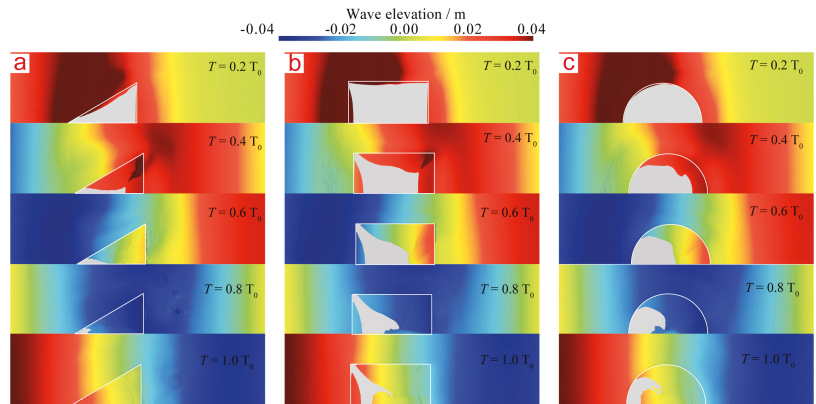 Wave elevation / m
-0.04 -0.02 0.00 0.02 0.04
a b c
T = 0.2 T₀ T = 0.2 T₀ T = 0.2 T₀
T = 0.4 T₀ T = 0.4 T₀ T = 0.4 T₀
T = 0.6 T₀ T = 0.6 T₀ T = 0.6 T₀
T = 0.8 T₀ T = 0.8 T₀ T = 0.8 T₀
T = 1.0 T₀ T = 1.0 T₀ T = 1.0 T₀